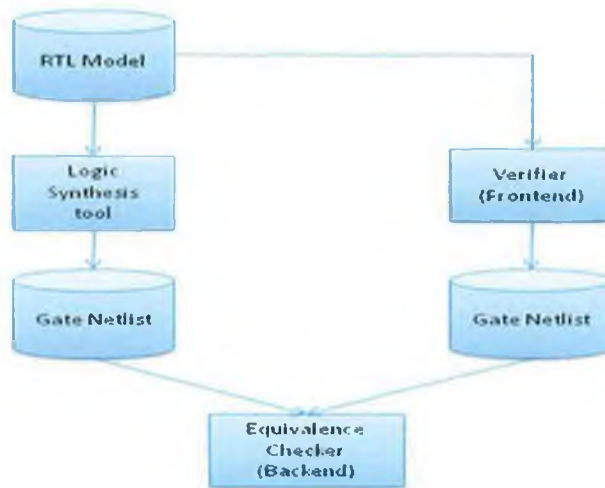 RTL Model
Logic
Synthesis
tool
Verifier
(Frontend)
Gate Netlist
Gate Netlist
Equivalence
Checker
(Backend)